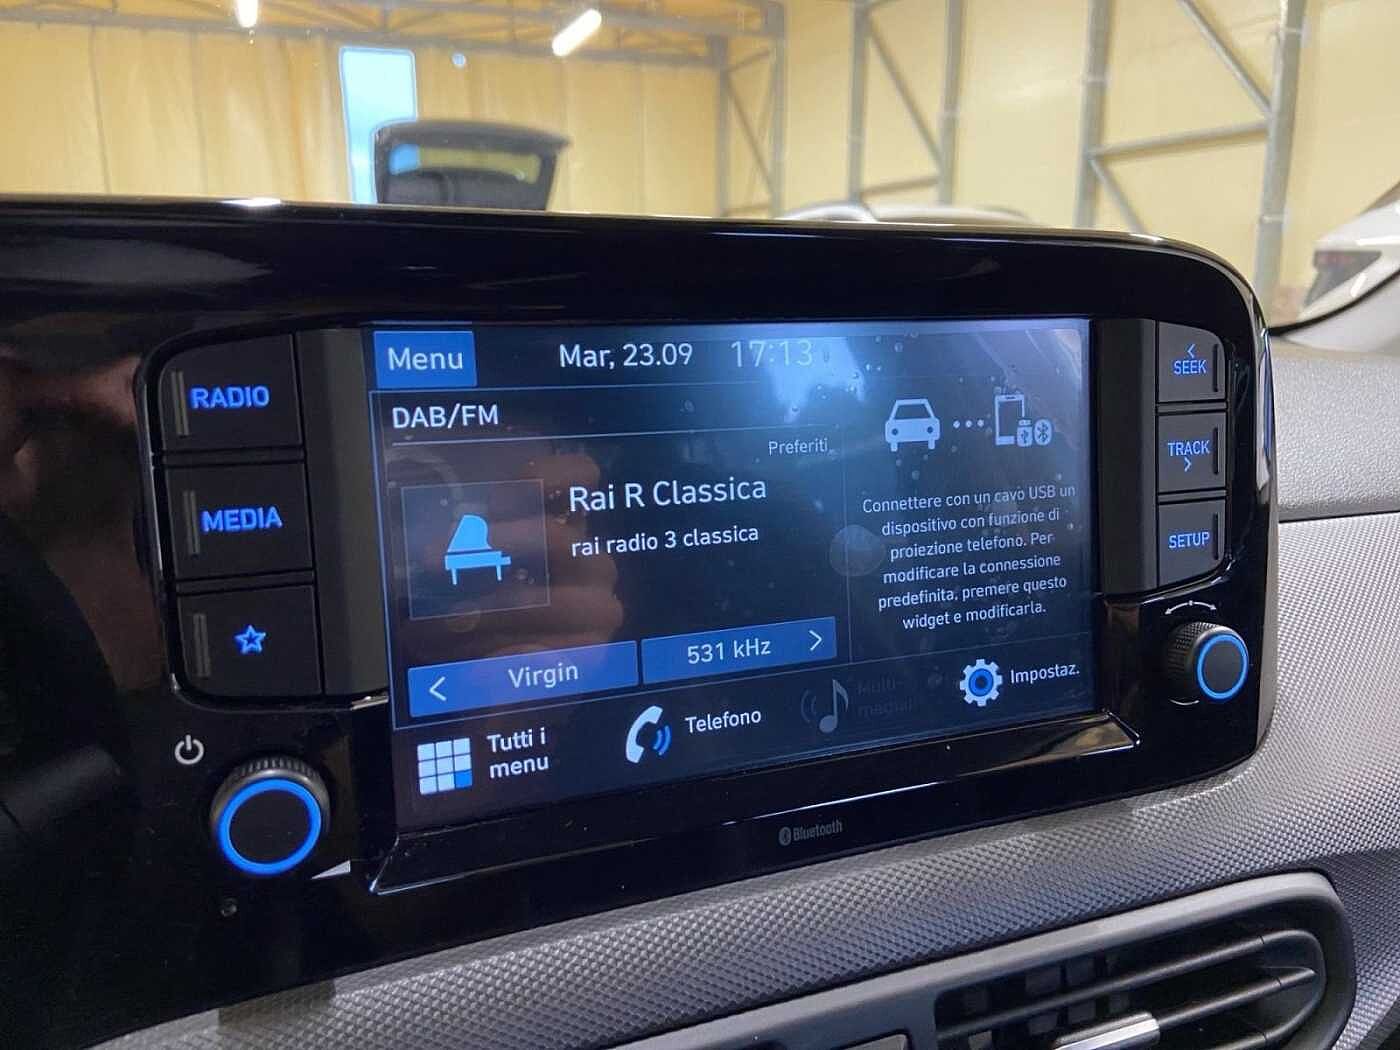 RADIO
MEDIA
Menu
Mar, 23.09
17:13
DAB/FM
Preferiti
Rai R Classica
rai radio 3 classica
Virgin
531 kHz
Connettere con un cavo USB un
dispositivo con funzione di
proiezione telefono. Per
modificare la connessione
predefinita, premere questo
widget e modificarla.
Tutti i
menu
Telefono
Multi-
Impostaz.
SEEK
TRACK
SETUP
Bluetooth